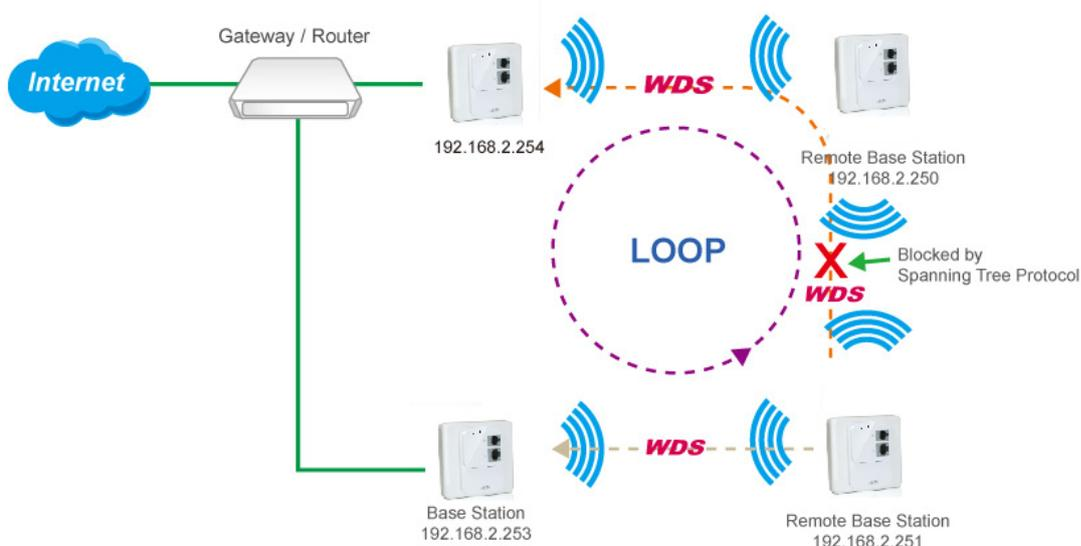 Gateway / Router
Internet
WDS
192.168.2.254
Remote Base Station
192.168.2.250
LOOP
Blocked by
Spanning Tree Protocol
X
WDS
WDS
Base Station
192.168.2.253
Remote Base Station
192.168.2.251